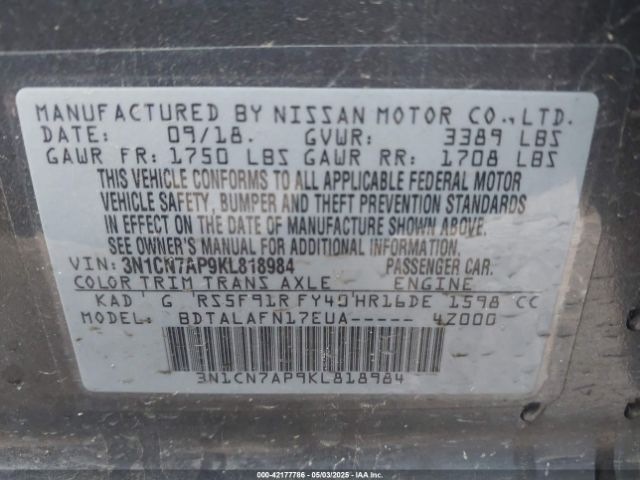 MANUFACTURED BY NISSAN MOTOR CO.,LTD.
DATE: 09/18. GVWR: 3389 LBS
GAWR FR: 1750 LBS GAWR RR: 1708 LBS
THIS VEHICLE CONFORMS TO ALL APPLICABLE FEDERAL MOTOR
VEHICLE SAFETY, BUMPER AND THEFT PREVENTION STANDARDS
IN EFFECT ON THE DATE OF MANUFACTURE SHOWN ABOVE.
SEE OWNER'S MANUAL FOR ADDITIONAL INFORMATION.
VIN: 3N1CN7AP9KL818984 PASSENGER CAR.
COLOR TRIM TRANS AXLE ENGINE
KAD G RS5F91R FY40 HR16DE 1598 CC
MODEL: BDTALAFN17EUA----- 42000
3N1CN7AP9KL818984
000-42177786 - 05/03/2025 - IAAI.COM